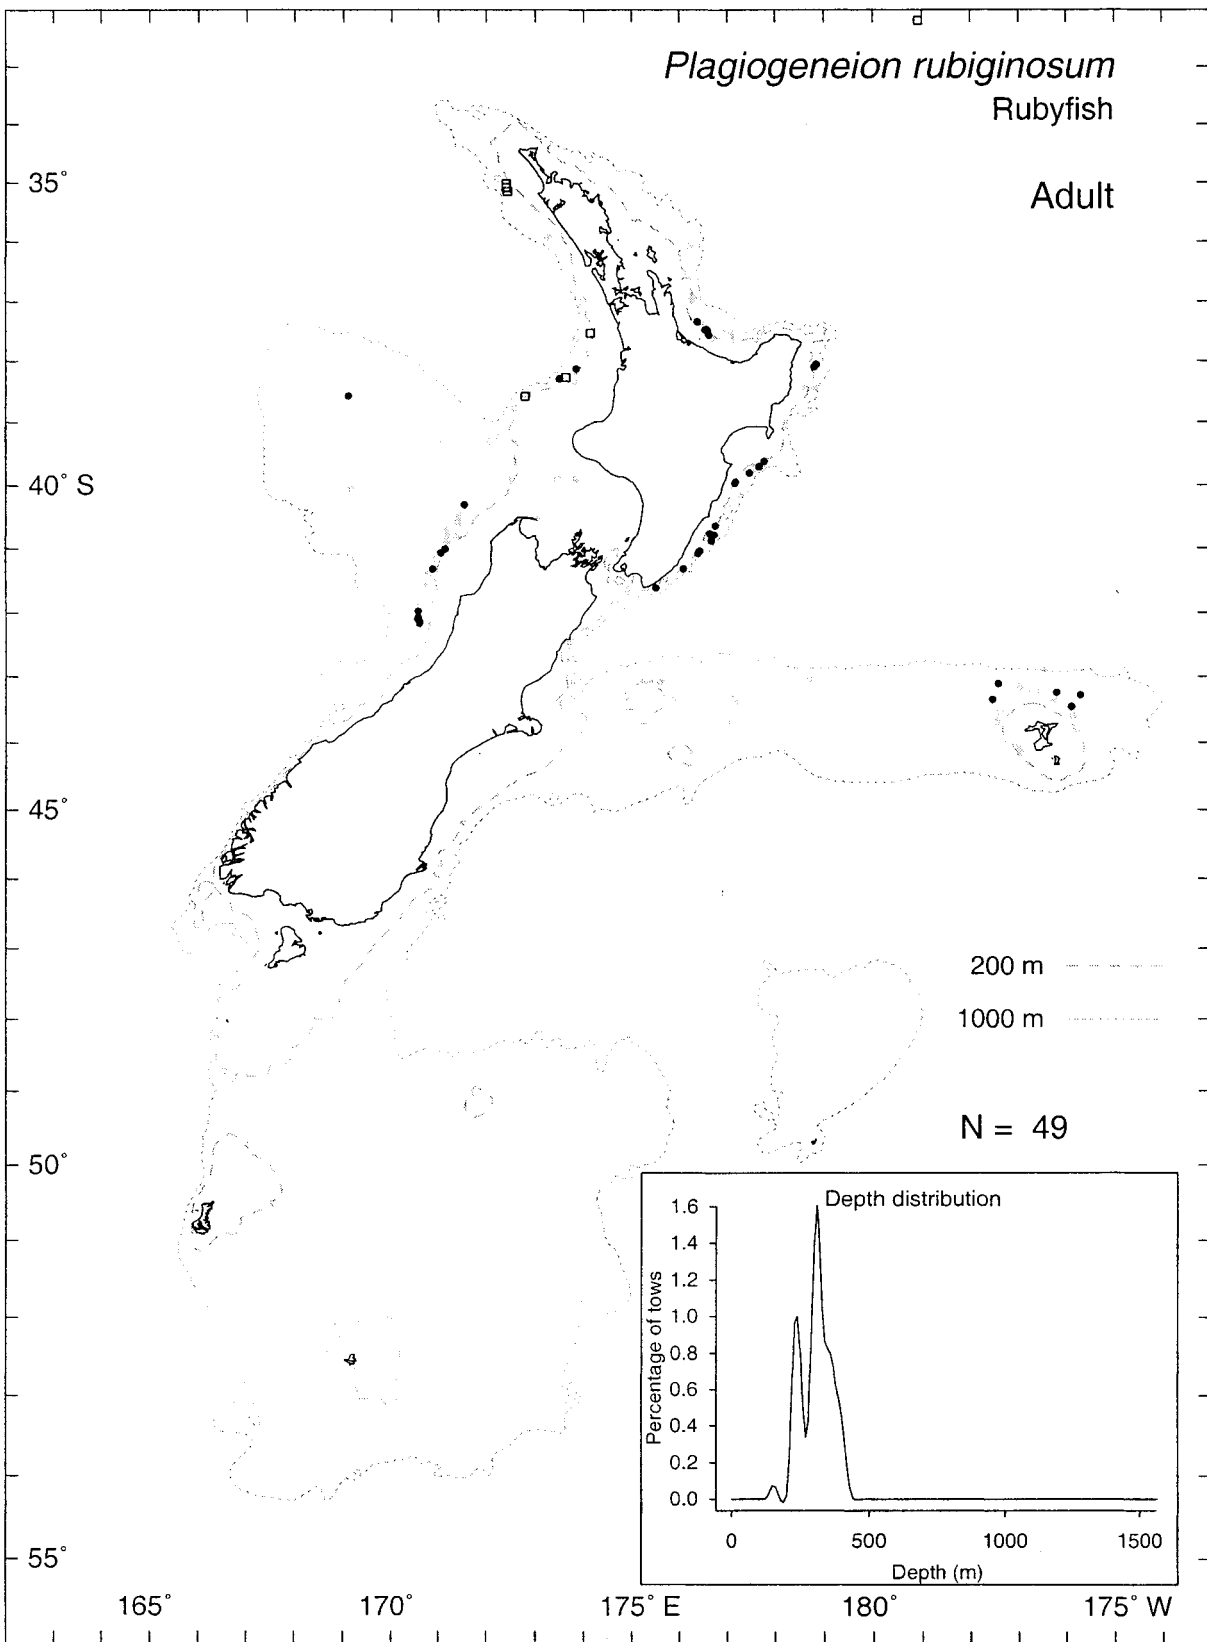 Plagiogeneion rubiginosum
Rubyfish
Adult
35°
40° S
45°
200 m
1000 m
N = 49
50°
Depth distribution
1.6
1.4
1.2
1.0
0.8
0.6
0.4
0.2
0.0
Percentage of tows
0
500
1000
1500
Depth (m)
55°
165°
170°
175° E
180°
175° W